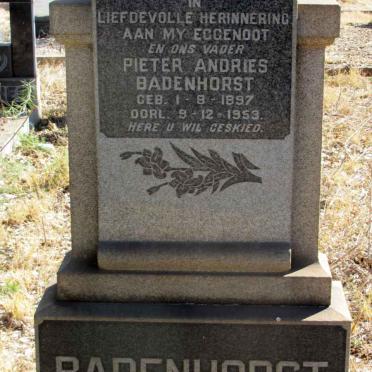 IN
LIEFDEVOLLE HERINNERING
AAN MY EGGENOOT
EN ONS VADER
PIETER ANDRIES
BADENHORST
GEB. 1-8-1897
OORL. 9-12-1953.
HERE U WIL GESKIED.
BADENHORST